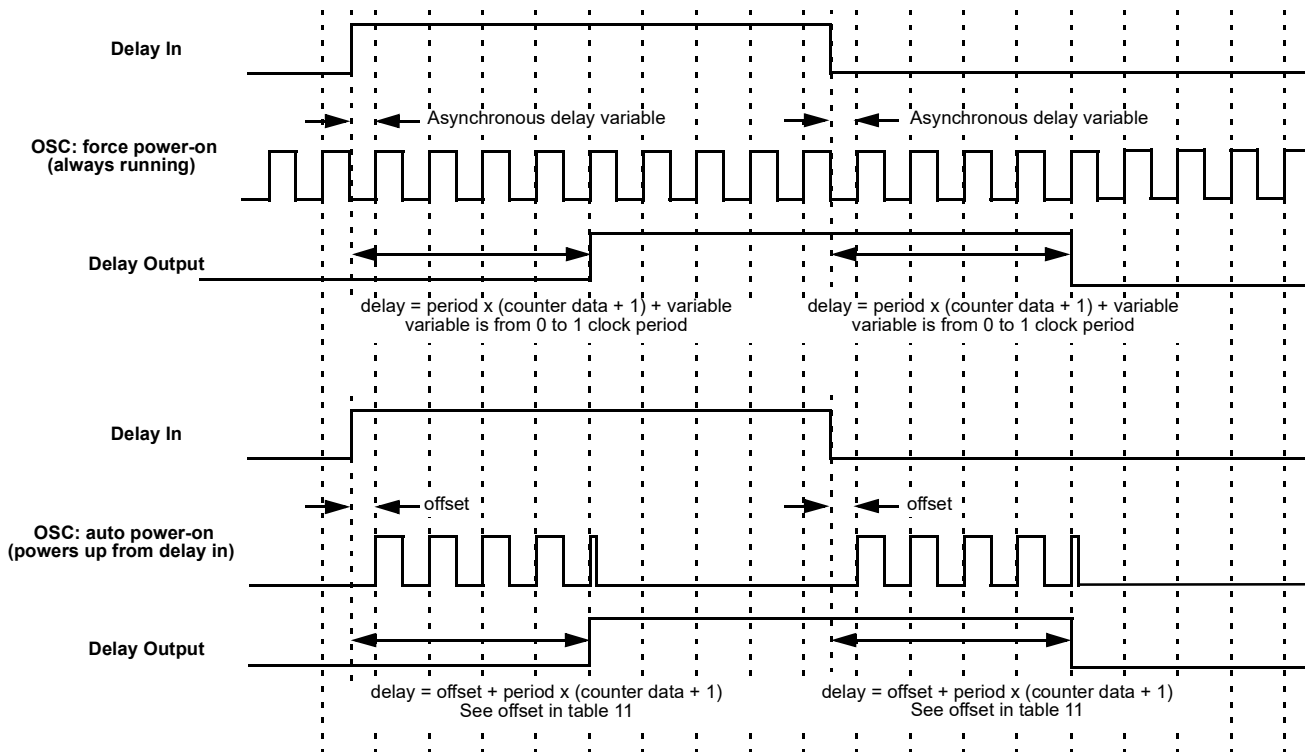 Delay In
Asynchronous delay variable
Asynchronous delay variable
OSC: force power-on
(always running)
Delay Output
delay = period x (counter data + 1) + variable
variable is from 0 to 1 clock period
delay = period x (counter data + 1) + variable
variable is from 0 to 1 clock period
Delay In
offset
offset
OSC: auto power-on
(powers up from delay in)
Delay Output
delay = offset + period x (counter data + 1)
See offset in table 11
delay = offset + period x (counter data + 1)
See offset in table 11